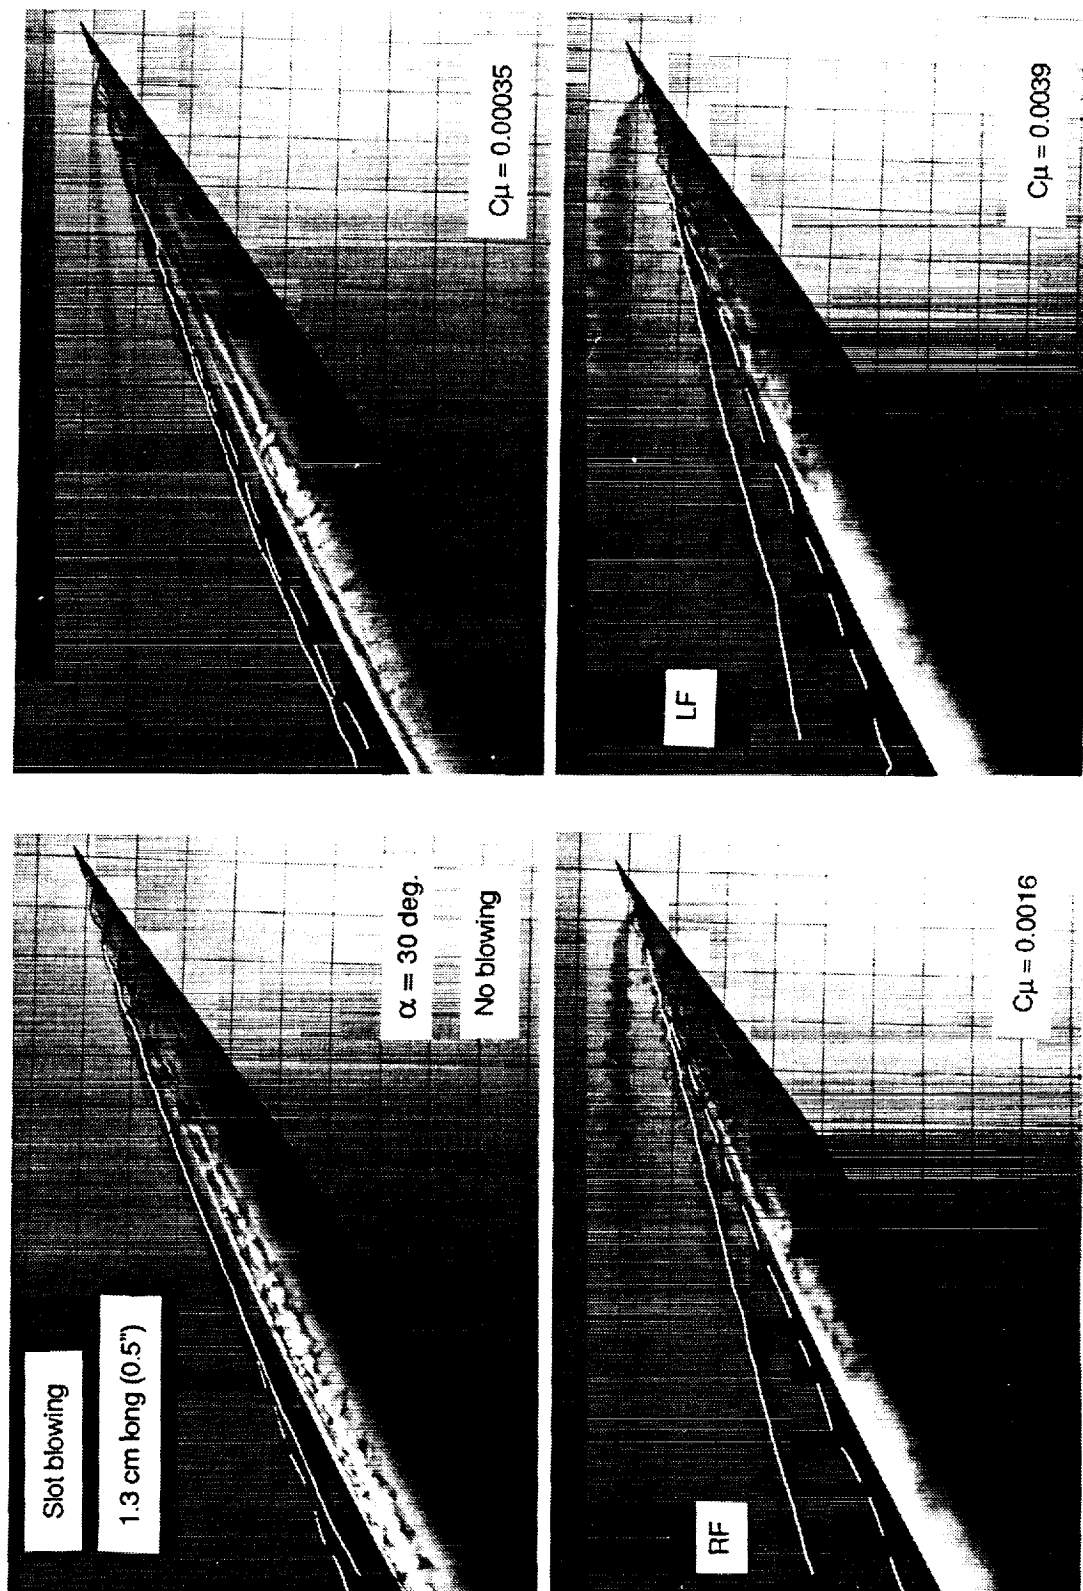 Slot blowing
1.3 cm long (0.5")
α = 30 deg.
No blowing
Cμ = 0.00035
RF
Cμ = 0.0016
LF
Cμ = 0.0039